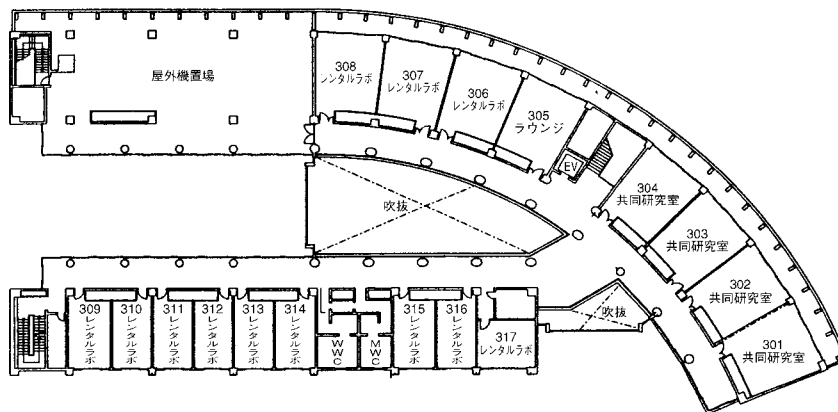 屋外機置場
308
レンタルラボ
307
レンタルラボ
306
レンタルラボ
305
ラウンジ
EV
304
共同研究室
303
共同研究室
302
共同研究室
301
共同研究室
吹抜
吹抜
309
レンタルラボ
310
レンタルラボ
311
レンタルラボ
312
レンタルラボ
313
レンタルラボ
314
レンタルラボ
WWC
MWC
315
レンタルラボ
316
レンタルラボ
317
レンタルラボ